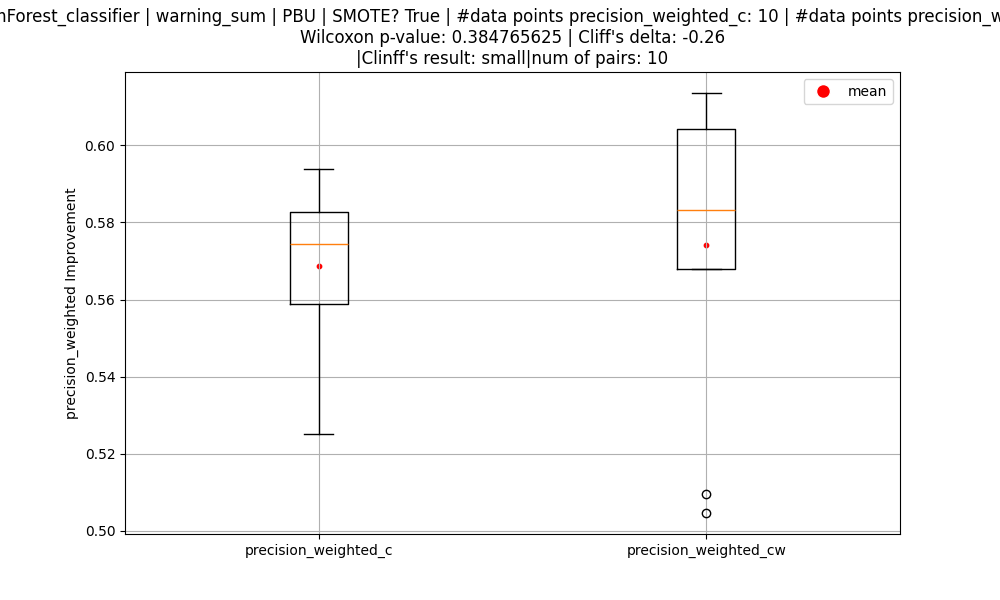 nForest_classifier | warning_sum | PBU | SMOTE? True | #data points precision_weighted_c: 10 | #data points precision_w
Wilcoxon p-value: 0.384765625 | Cliff's delta: -0.26
|Clinff's result: small|num of pairs: 10
mean
0.60
0.58
0.56
0.54
0.52
0.50
precision_weighted Improvement
precision_weighted_c precision_weighted_cw